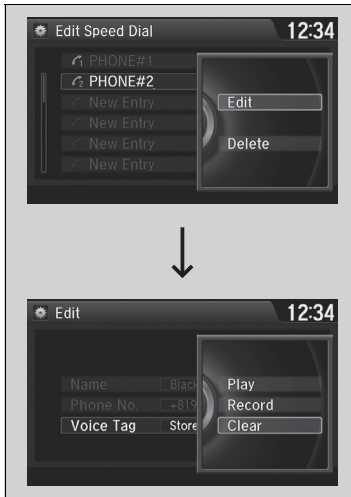 Edit Speed Dial 12:34
PHONE#1
PHONE#2
New Entry
New Entry
New Entry
New Entry
Edit
Delete
Edit 12:34
Name Black
Phone No. +819
Voice Tag Store
Play
Record
Clear